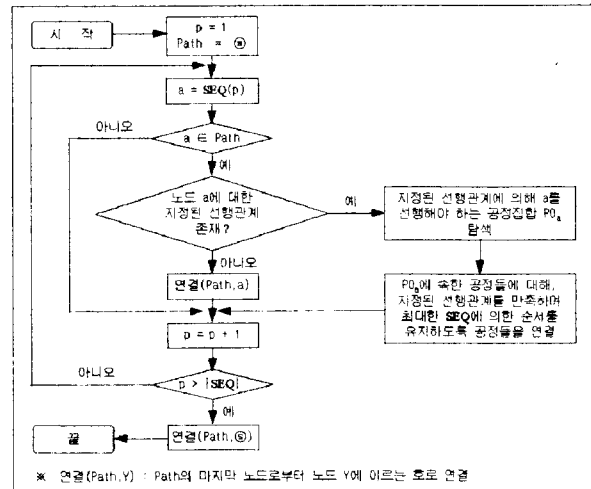 시 작
p = 1
Path = ⓢ
a = SEQ(p)
아니오
a ∈ Path
예
노드 a에 대한
지정된 선행관계
존재?
예
지정된 선행관계에 의해 a를
선행해야 하는 공정집합 POₐ
탐색
아니오
연결(Path,a)
POₐ에 속한 공정들에 대해,
지정된 선행관계를 만족하며
최대한 SEQ에 의한 순서를
유지하도록 공정들을 연결
p = p + 1
아니오
p > |SEQ|
예
끝
연결(Path,ⓢ)
※ 연결(Path,Y) : Path의 마지막 노드로부터 노드 Y에 이르는 호로 연결